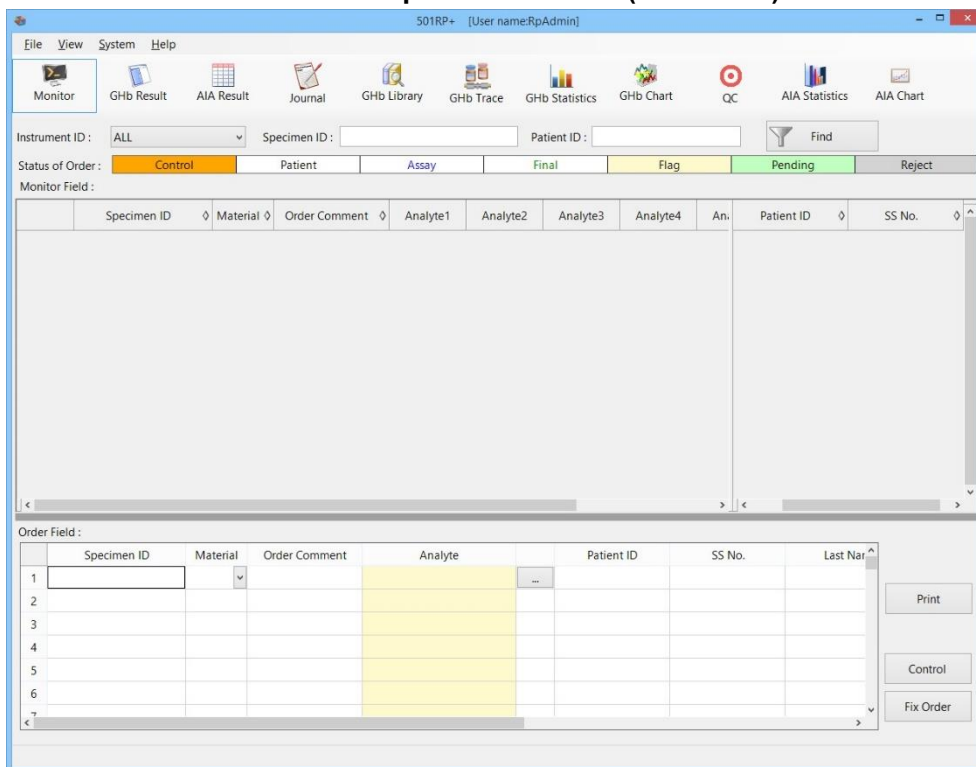 501RP+ [User name:RpAdmin]
File View System Help
Monitor GHb Result AIA Result Journal GHb Library GHb Trace GHb Statistics GHb Chart QC AIA Statistics AIA Chart
Instrument ID : ALL Specimen ID : Patient ID : Find
Status of Order : Control Patient Assay Final Flag Pending Reject
Monitor Field :
Specimen ID Material Order Comment Analyte1 Analyte2 Analyte3 Analyte4 Patient ID SS No.
Order Field :
Specimen ID Material Order Comment Analyte Patient ID SS No. Last Nar
1 ...
2
Print
3
4
5
Control
6
Fix Order